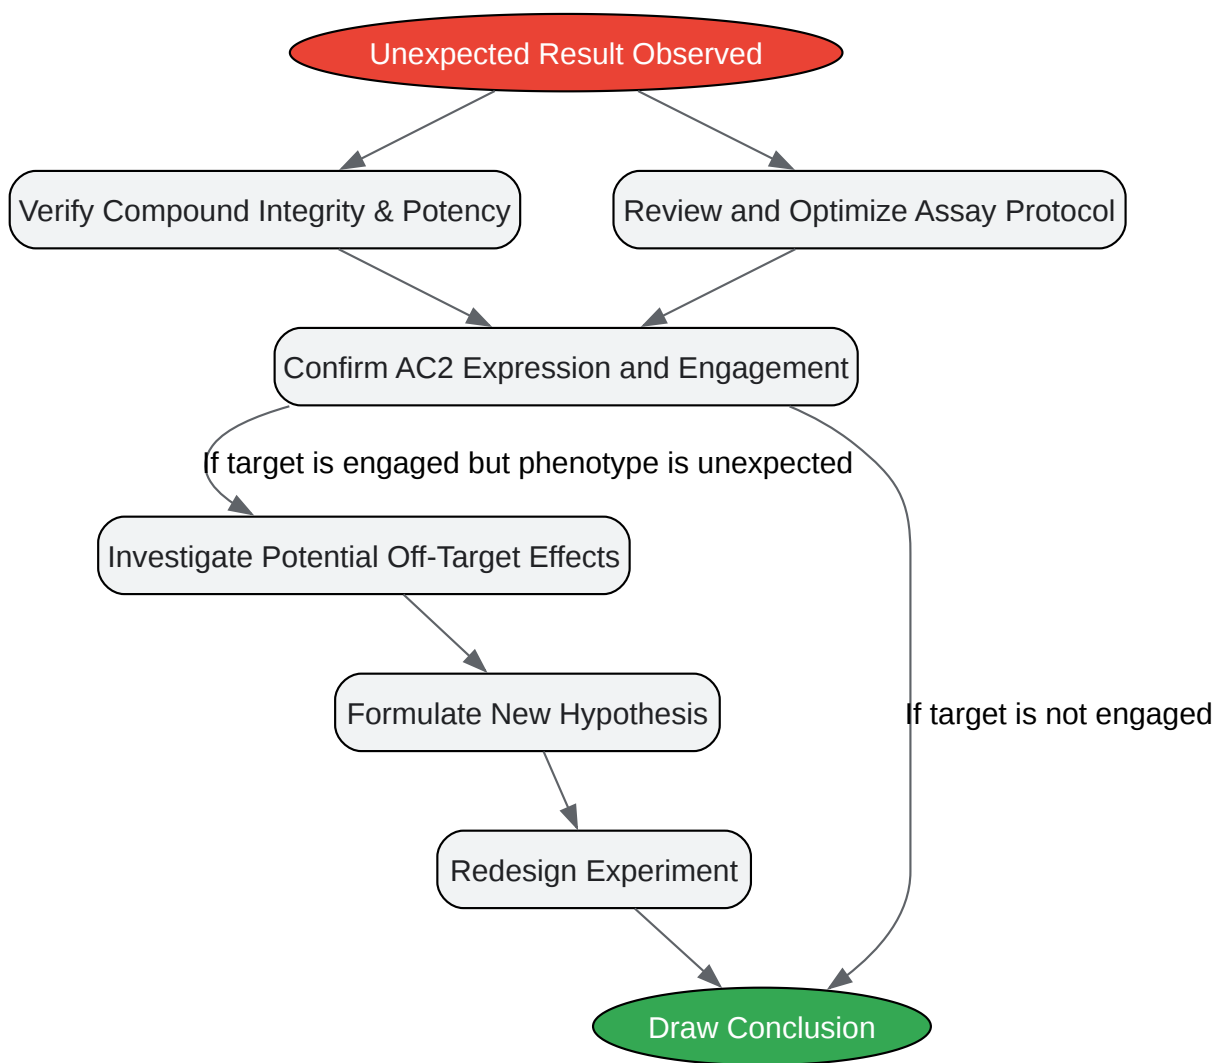 Unexpected Result Observed
Verify Compound Integrity & Potency
Review and Optimize Assay Protocol
Confirm AC2 Expression and Engagement
If target is engaged but phenotype is unexpected
Investigate Potential Off-Target Effects
Formulate New Hypothesis
If target is not engaged
Redesign Experiment
Draw Conclusion